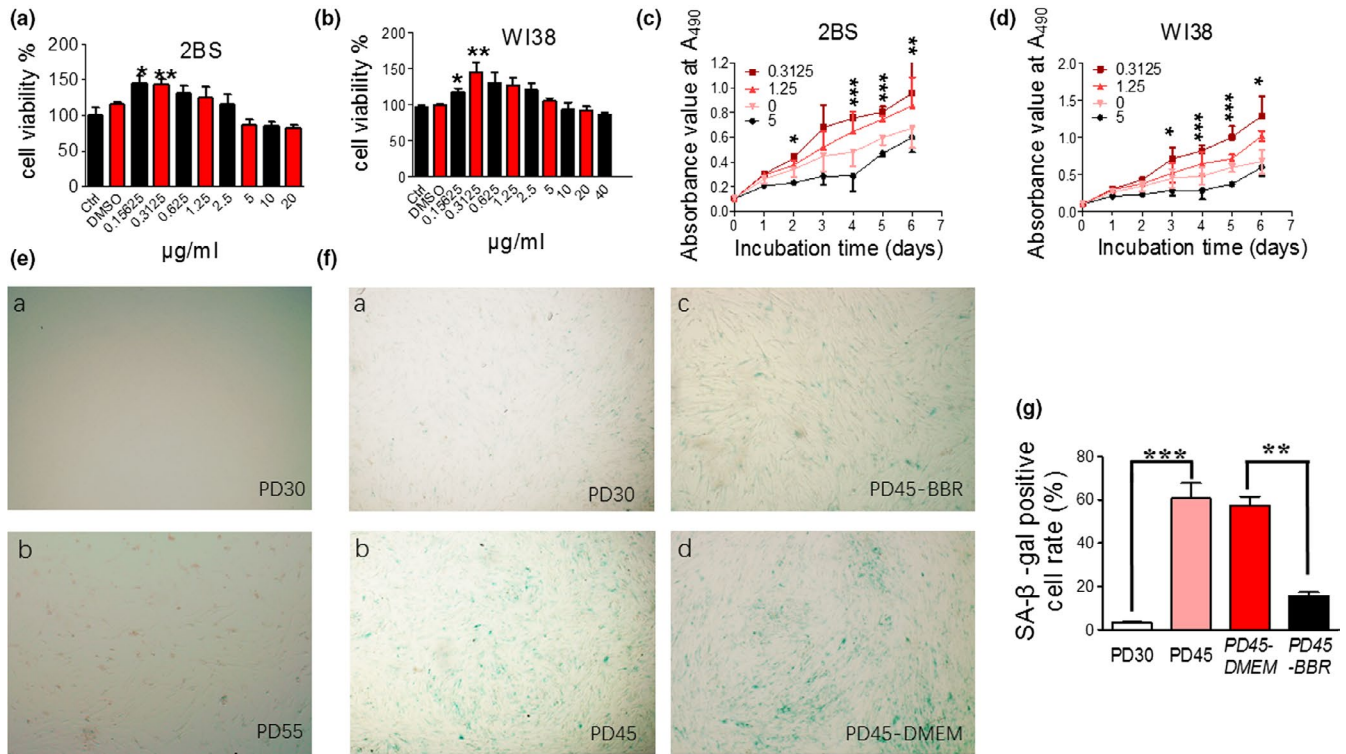 (a)
2BS
cell viability %
200
150
100
50
0
* **
Ctrl
DMSO
0.15625
0.3125
0.625
1.25
2.5
5
10
20
µg/ml
(b)
WI38
cell viability %
200
150
100
50
0
* **
Ctrl
DMSO
0.15625
0.3125
0.625
1.25
2.5
5
10
20
40
µg/ml
(c)
2BS
Absorbance value at A490
1.2
1.0
0.8
0.6
0.4
0.2
0.0
0.3125
1.25
0
5
* *** *** **
0 1 2 3 4 5 6 7
Incubation time (days)
(d)
WI38
Absorbance value at A490
2.0
1.5
1.0
0.5
0.0
0.3125
1.25
0
5
* *** *** *
0 1 2 3 4 5 6 7
Incubation time (days)
(e)
a
PD30
b
PD55
(f)
a
PD30
c
PD45-BBR
b
PD45
d
PD45-DMEM
(g)
SA-β -gal positive
cell rate (%)
80
60
40
20
0
*** **
PD30
PD45
PD45-
DMEM
PD45
-BBR